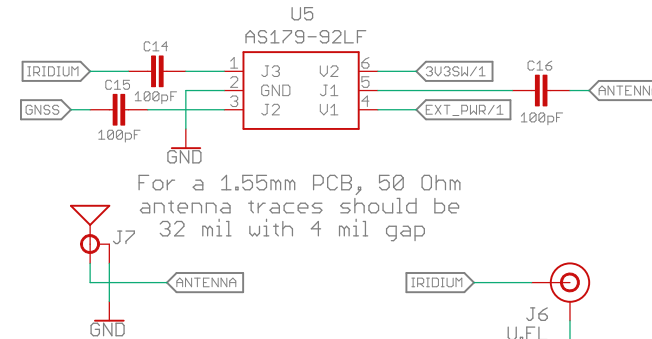 U5
AS179-92LF
C14
IRIDIUM
1
J3
V2
6
3V3SW/1
C16
C15
100pF
2
GND
J1
5
ANTENNA
GNSS
3
J2
V1
4
EXT_PWR/1
100pF
100pF
GND
For a 1.55mm PCB, 50 Ohm
antenna traces should be
32 mil with 4 mil gap
J7
ANTENNA
IRIDIUM
GND
J6
U.FL